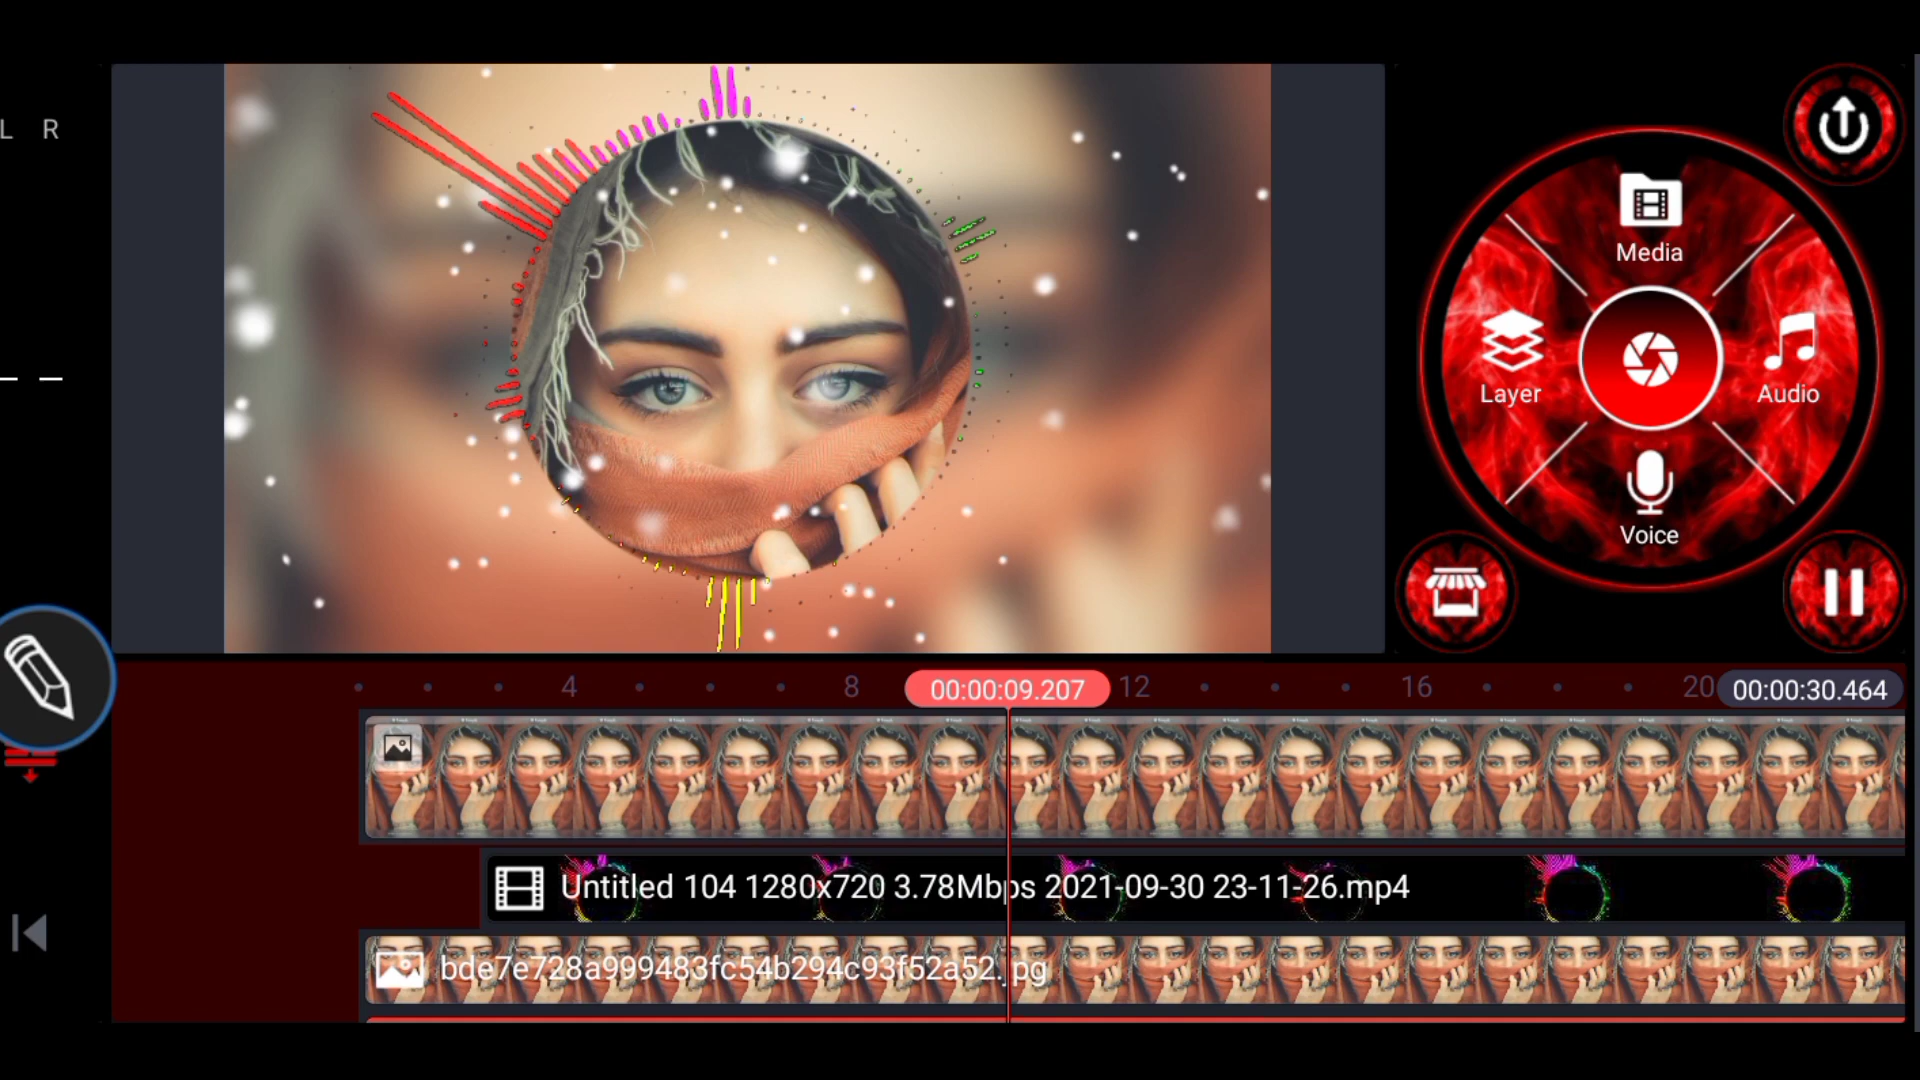 L R
Media
Layer
Audio
Voice
4 8 00:00:09.207 12 16 20 00:00:30.464
Untitled 104 1280x720 3.78Mbps 2021-09-30 23-11-26.mp4
bde7e728a999483fc54b294c93f52a52.jpg